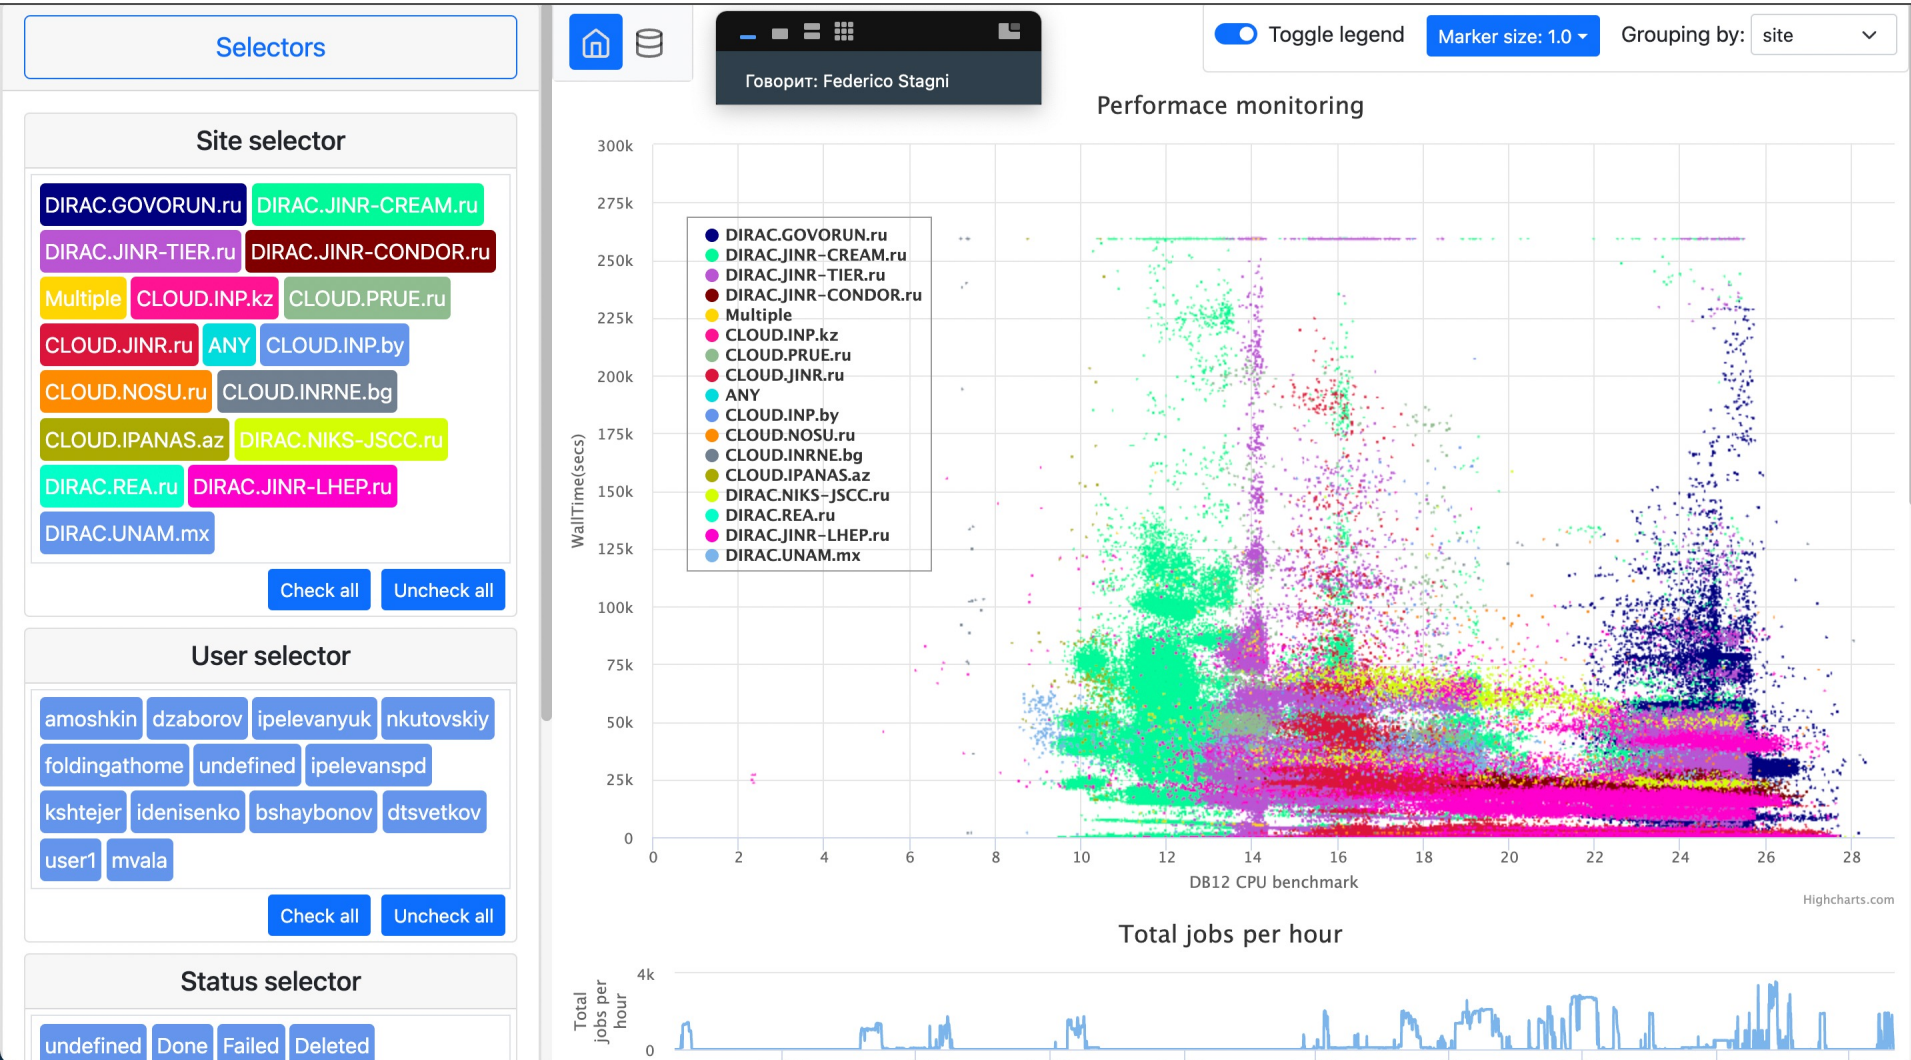 Selectors
Site selector
DIRAC.GOVORUN.ru DIRAC.JINR-CREAM.ru
DIRAC.JINR-TIER.ru DIRAC.JINR-CONDOR.ru
Multiple CLOUD.INP.kz CLOUD.PRUE.ru
CLOUD.JINR.ru ANY CLOUD.INP.by
CLOUD.NOSU.ru CLOUD.INRNE.bg
CLOUD.IPANAS.az DIRAC.NIKS-JSCC.ru
DIRAC.REA.ru DIRAC.JINR-LHEP.ru
DIRAC.UNAM.mx
Check all Uncheck all
User selector
amoshkin dzaborov ipelevanyuk nkutovskiy
foldingathome undefined ipelevanspd
kshtejer idenisenko bshaybonov dtsvetkov
user1 mvala
Check all Uncheck all
Status selector
undefined Done Failed Deleted
Говорит: Federico Stagni
Toggle legend Marker size: 1.0 Grouping by: site
Performace monitoring
300k
275k
250k
225k
200k
175k
150k
125k
100k
75k
50k
25k
0
WallTime(secs)
DIRAC.GOVORUN.ru
DIRAC.JINR-CREAM.ru
DIRAC.JINR-TIER.ru
DIRAC.JINR-CONDOR.ru
Multiple
CLOUD.INP.kz
CLOUD.PRUE.ru
CLOUD.JINR.ru
ANY
CLOUD.INP.by
CLOUD.NOSU.ru
CLOUD.INRNE.bg
CLOUD.IPANAS.az
DIRAC.NIKS-JSCC.ru
DIRAC.REA.ru
DIRAC.JINR-LHEP.ru
DIRAC.UNAM.mx
0 2 4 6 8 10 12 14 16 18 20 22 24 26 28
DB12 CPU benchmark
Highcharts.com
Total jobs per hour
4k
0
Total
jobs per
hour